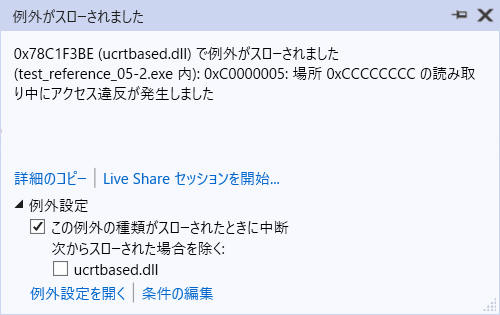 例外がスローされました
0x78C1F3BE (ucrtbased.dll) で例外がスローされました
(test_reference_05-2.exe 内): 0xC0000005: 場所 0xCCCCCCCC の読み取
り中にアクセス違反が発生しました
詳細のコピー | Live Share セッションを開始...
例外設定
この例外の種類がスローされたときに中断
次からスローされた場合を除く:
ucrtbased.dll
例外設定を開く | 条件の編集